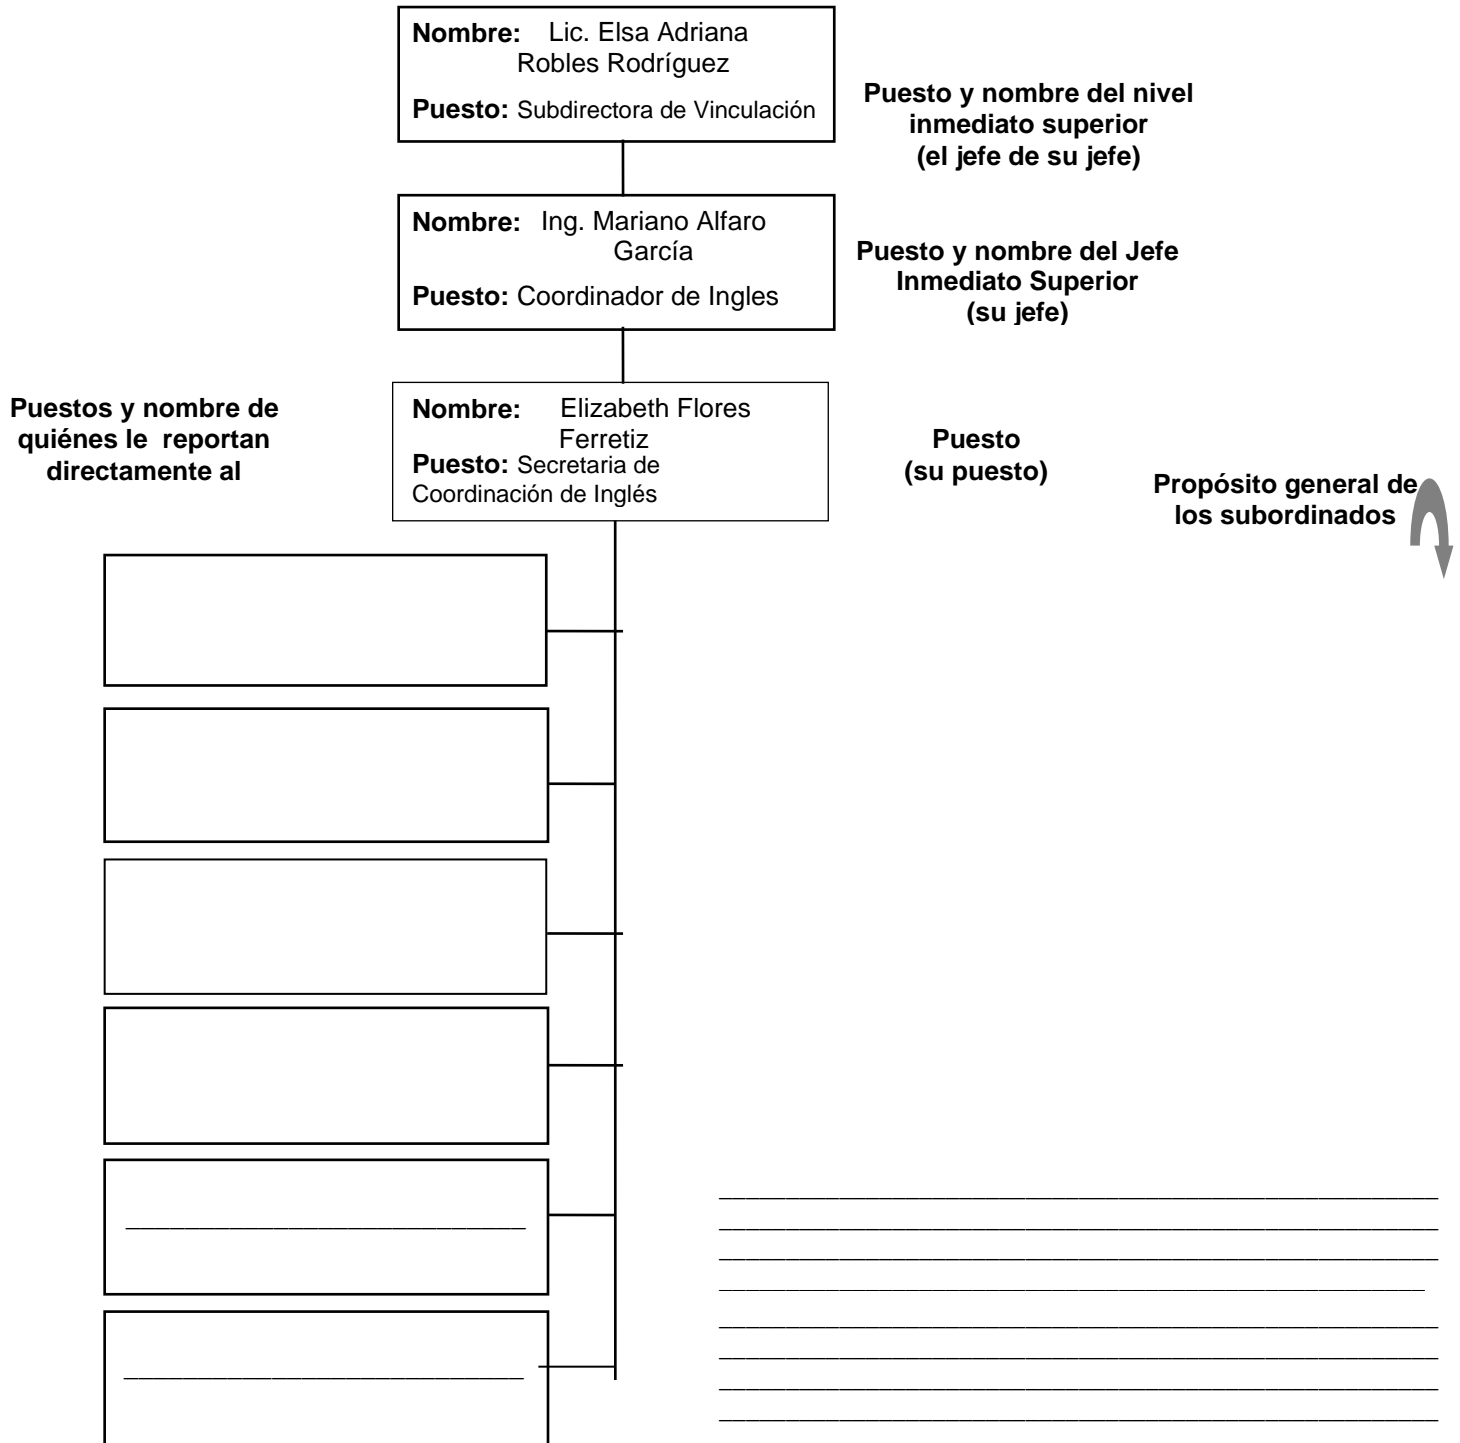 Nombre: Lic. Elsa Adriana
Robles Rodríguez
Puesto: Subdirectora de Vinculación
Puesto y nombre del nivel
inmediato superior
(el jefe de su jefe)
Nombre: Ing. Mariano Alfaro
García
Puesto: Coordinador de Ingles
Puesto y nombre del Jefe
Inmediato Superior
(su jefe)
Puestos y nombre de
quiénes le reportan
directamente al
Nombre: Elizabeth Flores
Ferretiz
Puesto: Secretaria de
Coordinación de Inglés
Puesto
(su puesto)
Propósito general de
los subordinados